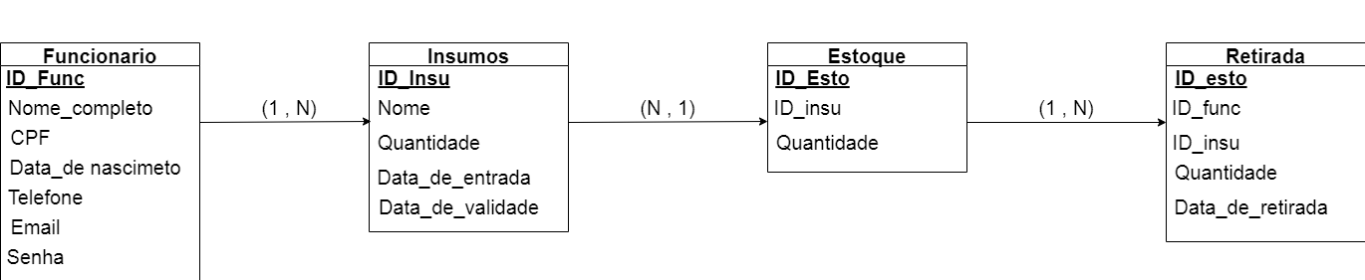 Funcionario
ID_Func
Nome_completo
CPF
Data_de nascimeto
Telefone
Email
Senha
(1 , N)
Insumos
ID_Insu
Nome
Quantidade
Data_de_entrada
Data_de_validade
(N , 1)
Estoque
ID_Esto
ID_insu
Quantidade
(1 , N)
Retirada
ID_esto
ID_func
ID_insu
Quantidade
Data_de_retirada